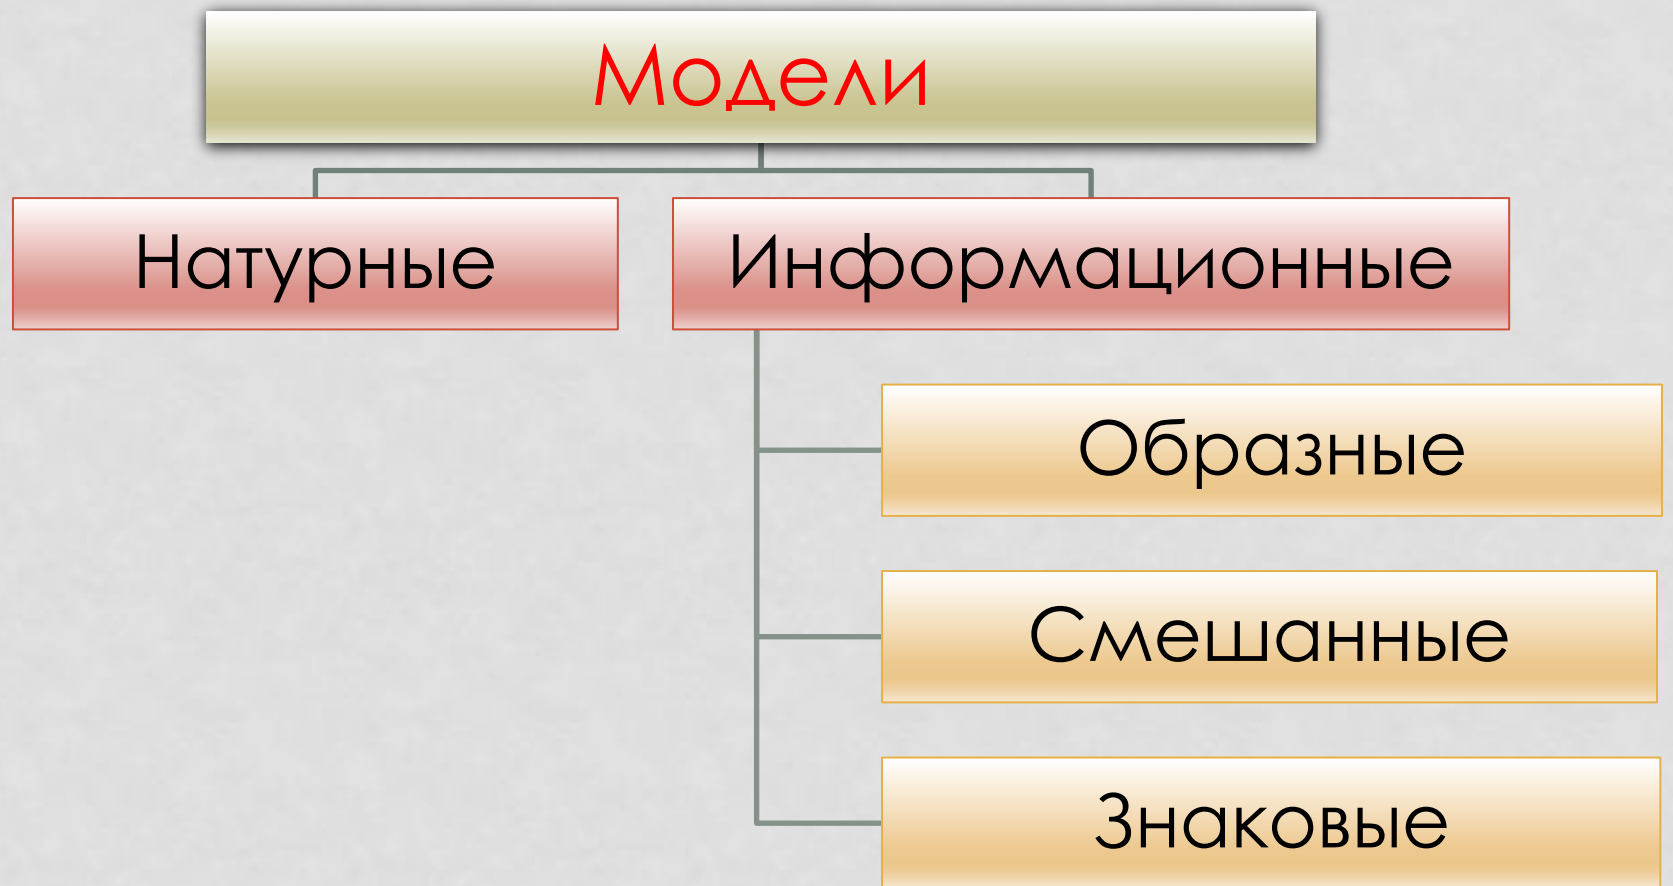 Модели
Натурные
Информационные
Образные
Смешанные
Знаковые